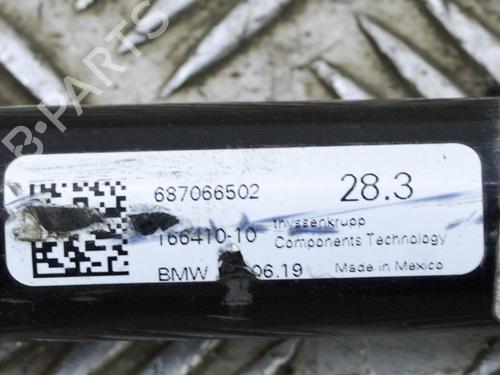 B-PARTS
687066502 28.3
166410-10 thyssenkrupp
Components Technology
BMW 06.19 Made in Mexico